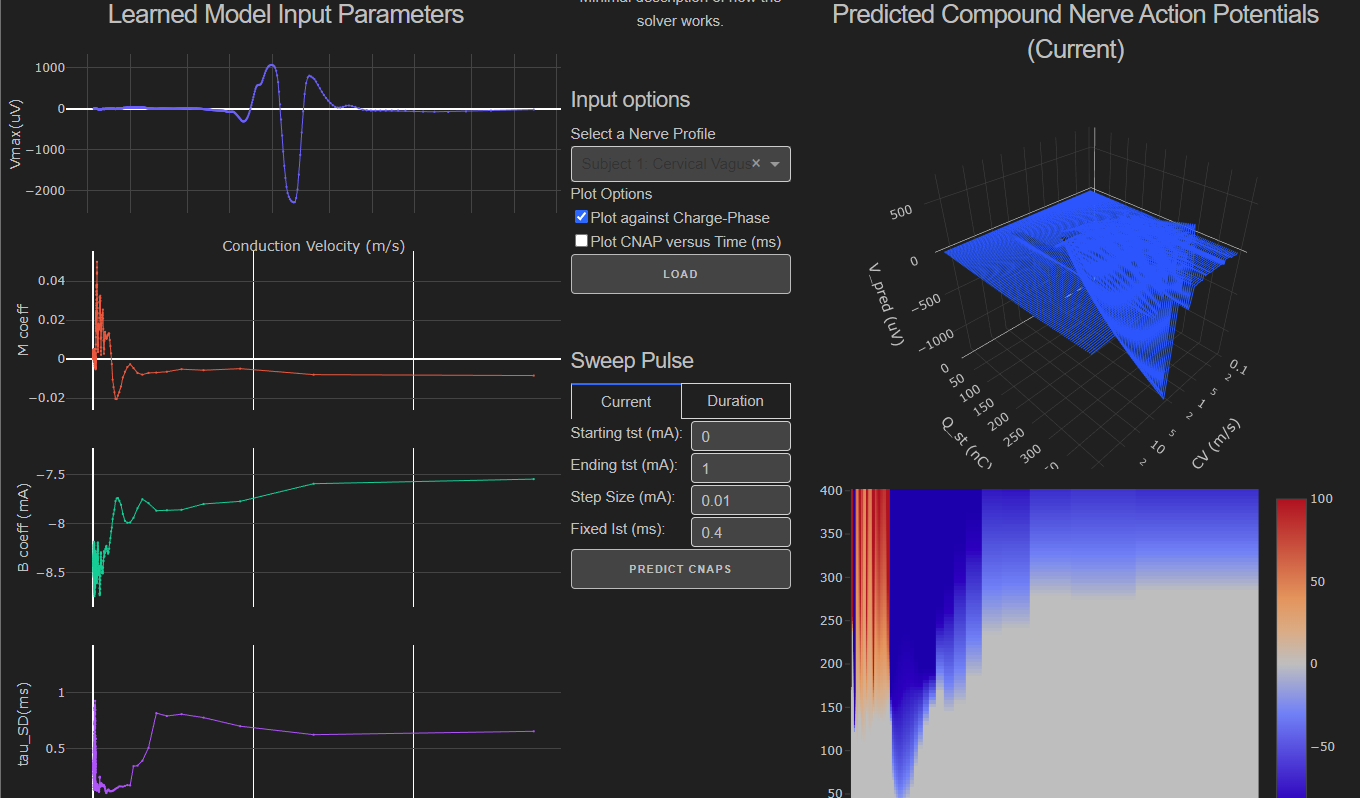 Learned Model Input Parameters
1000
0
−1000
−2000
Vmax(uV)
Conduction Velocity (m/s)
0.04
0.02
0
−0.02
M coeff
−7.5
−8
−8.5
B coeff (mA)
1
0.5
tau_SD(ms)
Minimal description of how the
solver works.
Input options
Select a Nerve Profile
Subject 1: Cervical Vagus
×
Plot Options
Plot against Charge-Phase
Plot CNAP versus Time (ms)
LOAD
Sweep Pulse
Current
Duration
Starting tst (mA):
0
Ending tst (mA):
1
Step Size (mA):
0.01
Fixed Ist (ms):
0.4
PREDICT CNAPS
Predicted Compound Nerve Action Potentials
(Current)
500
0
−500
−1000
V_pred (uV)
0
50
100
150
200
250
300
Q_st (nC)
0.1
2
5
1
2
5
10
2
CV (m/s)
400
350
300
250
200
150
100
50
100
50
0
−50